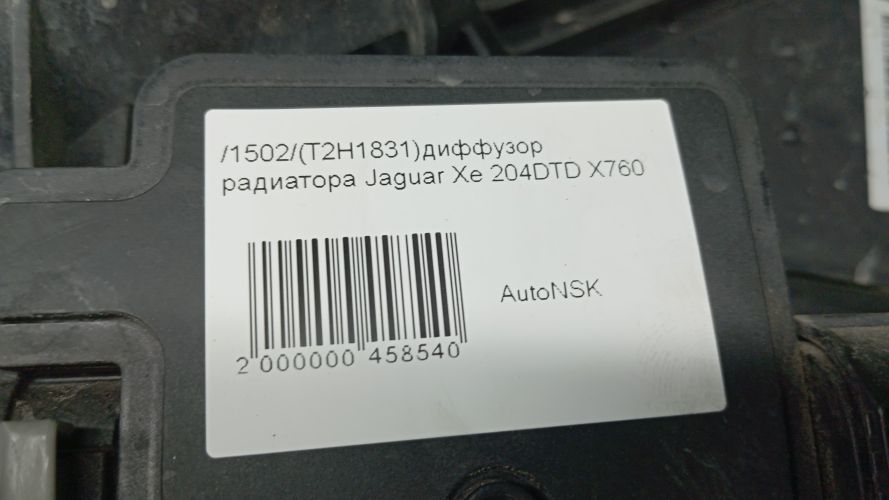 /1502/(T2H1831)диффузор
радиатора Jaguar Xe 204DTD X760
AutoNSK
2 000000 458540